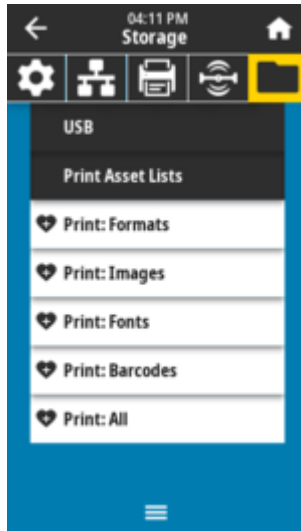 04:11 PM
Storage
USB
Print Asset Lists
Print: Formats
Print: Images
Print: Fonts
Print: Barcodes
Print: All